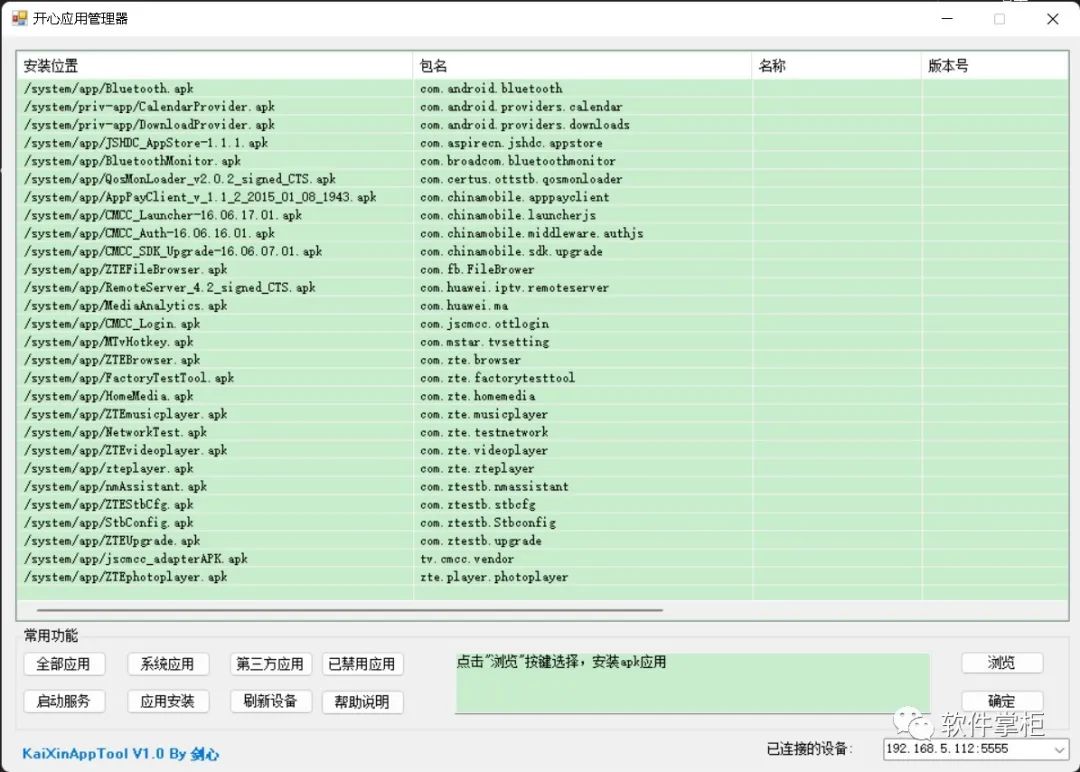 开心应用管理器
安装位置 包名 名称 版本号
/system/app/Bluetooth.apk com.android.bluetooth
/system/priv-app/CalendarProvider.apk com.android.providers.calendar
/system/priv-app/DownloadProvider.apk com.android.providers.downloads
/system/app/JSHDC_AppStore-1.1.1.apk com.aspirecn.jshdc.appstore
/system/app/BluetoothMonitor.apk com.broadcom.bluetoothmonitor
/system/app/QosMonLoader_v2.0.2_signed_CTS.apk com.certus.ottstb.qosmonloader
/system/app/AppPayClient_v_1.1_2_2015_01_08_1943.apk com.chinamobile.apppayclient
/system/app/CMCC_Launcher-16.06.17.01.apk com.chinamobile.launcherjs
/system/app/CMCC_Auth-16.06.16.01.apk com.chinamobile.middleware.authjs
/system/app/CMCC_SDK_Upgrade-16.06.07.01.apk com.chinamobile.sdk.upgrade
/system/app/ZTEFileBrowser.apk com.fb.FileBrower
/system/app/RemoteServer_4.2_signed_CTS.apk com.huawei.iptv.remoteserver
/system/app/MediaAnalytics.apk com.huawei.ma
/system/app/CMCC_Login.apk com.jscmcc.ottlogin
/system/app/MTvHotkey.apk com.mstar.tvsetting
/system/app/ZTEBrowser.apk com.zte.browser
/system/app/FactoryTestTool.apk com.zte.factorytesttool
/system/app/HomeMedia.apk com.zte.homemedia
/system/app/ZTEmusicplayer.apk com.zte.musicplayer
/system/app/NetworkTest.apk com.zte.testnetwork
/system/app/ZTEvideoplayer.apk com.zte.videoplayer
/system/app/zteplayer.apk com.zte.zteplayer
/system/app/nmAssistant.apk com.ztestb.nmassistant
/system/app/ZTEStbCfg.apk com.ztestb.stbcfg
/system/app/StbConfig.apk com.ztestb.Stbconfig
/system/app/ZTEUpgrade.apk com.ztestb.upgrade
/system/app/jscmcc_adapterAPK.apk tv.cmcc.vendor
/system/app/ZTEphotoplayer.apk zte.player.photoplayer
常用功能
全部应用 系统应用 第三方应用 已禁用应用 点击"浏览"按键选择，安装apk应用 浏览
启动服务 应用安装 刷新设备 帮助说明 确定
软件掌柜
KaiXinAppTool V1.0 By 剑心 已连接的设备： 192.168.5.112:5555